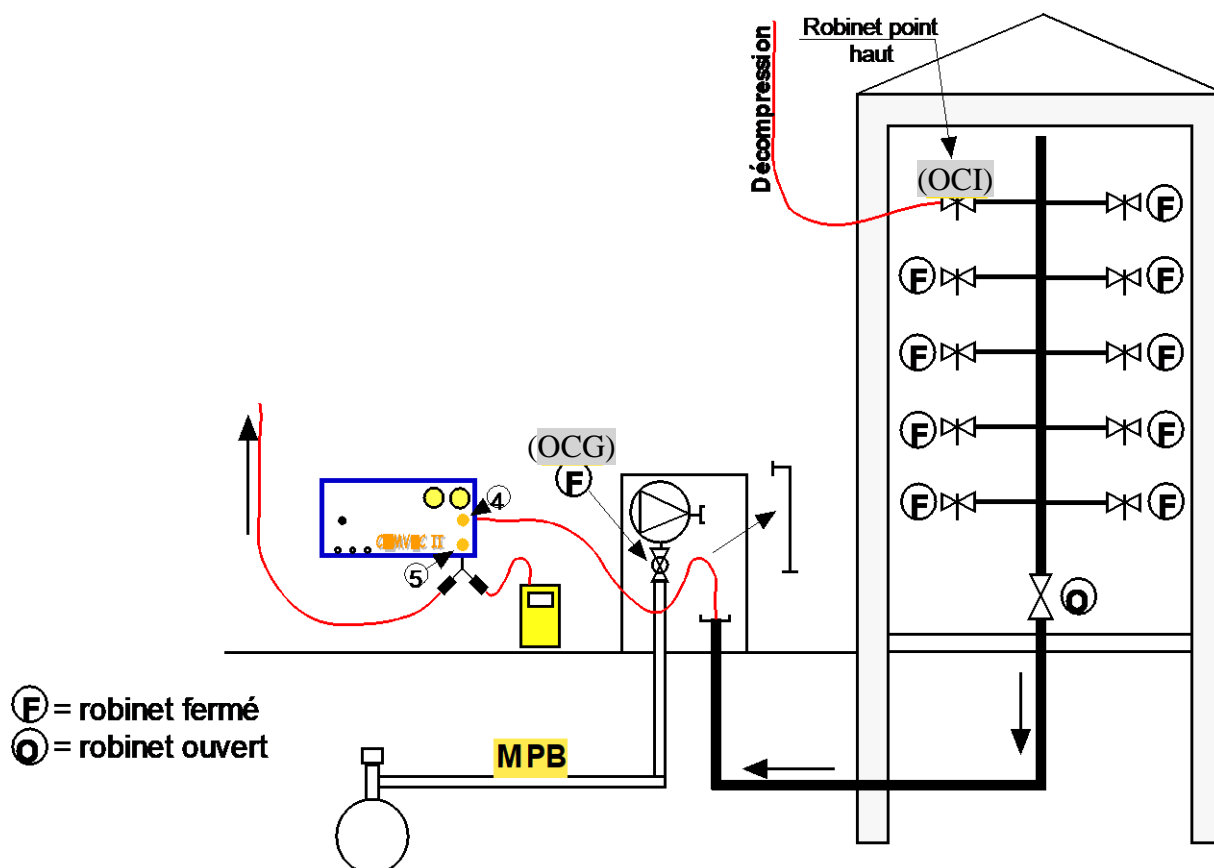 Robinet point
haut
Décompression
(OCI)
F
F
F
F
F
F
F
F
F
(OCG)
F
4
5
O
F = robinet fermé
O = robinet ouvert
MPB